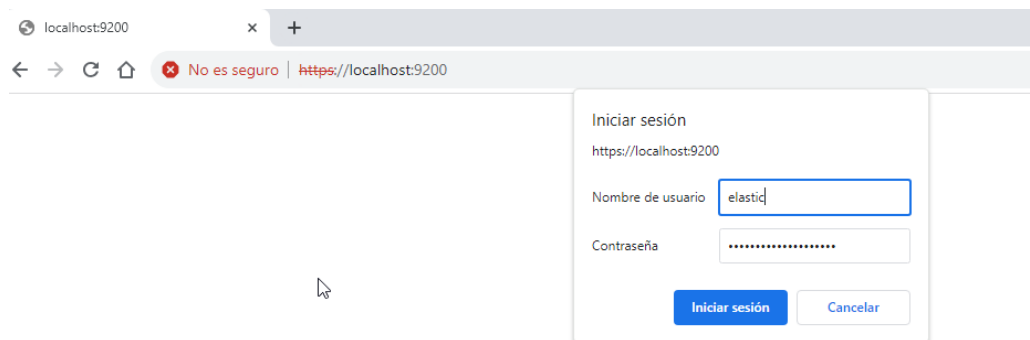 localhost:9200
No es seguro | https://localhost:9200
Iniciar sesión
https://localhost:9200
Nombre de usuario elastic
Contraseña ••••••••••••••••••••
Iniciar sesión Cancelar